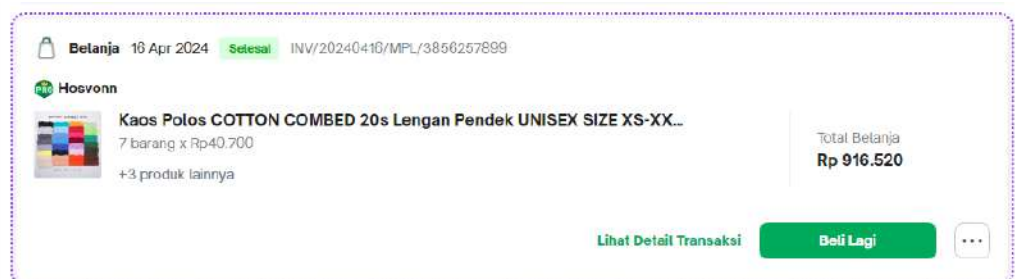 Belanja 16 Apr 2024 Selesai INV/20240416/MPL/3856257899
PRO Hosvonn
Kaos Polos COTTON COMBED 20s Lengan Pendek UNISEX SIZE XS-XX...
7 barang x Rp40.700
+3 produk lainnya
Total Belanja
Rp 916.520
Lihat Detail Transaksi
Beli Lagi